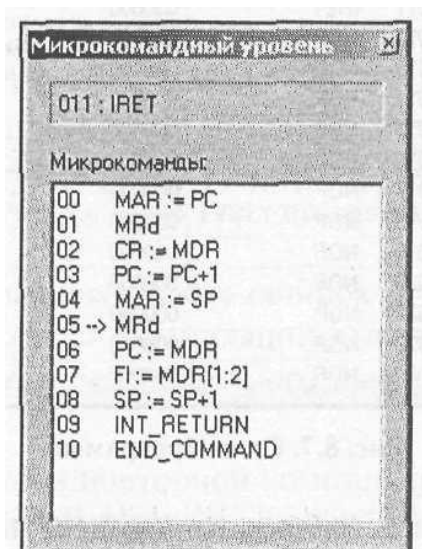 Микрокомандный уровень
011 : IRET
Микрокоманды:
00 MAR := PC
01 MRd
02 CR := MDR
03 PC := PC+1
04 MAR := SP
05 --> MRd
06 PC := MDR
07 FI := MDR[1:2]
08 SP := SP+1
09 INT_RETURN
10 END_COMMAND